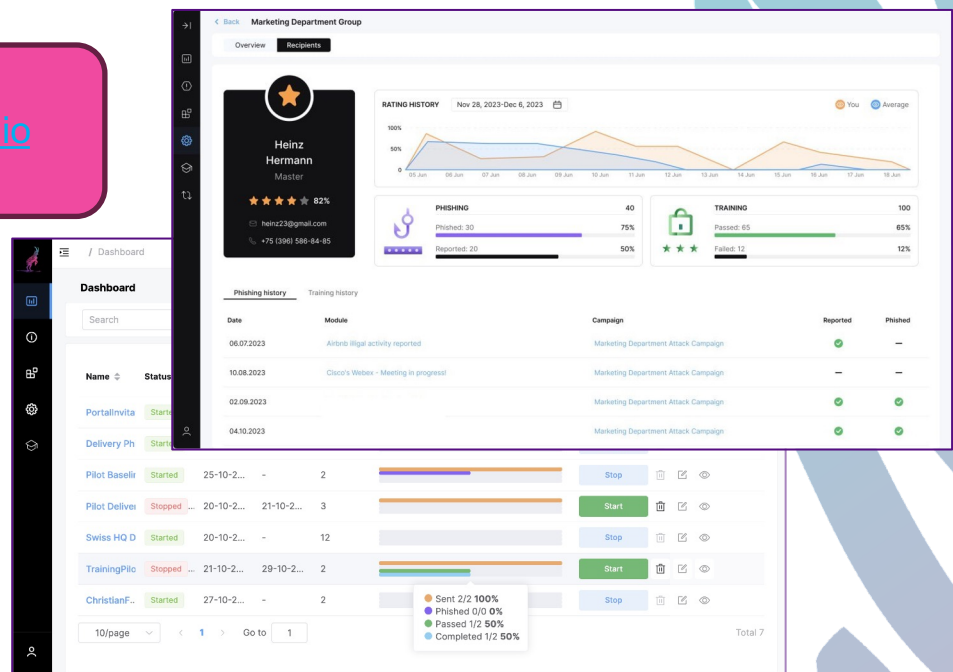 io
< Back Marketing Department Group
Overview Recipients
Heinz
Hermann
Master
82%
heinz23@gmail.com
+75 (396) 586-84-85
RATING HISTORY Nov 28, 2023-Dec 6, 2023 You Average
100%
50%
0
05 Jun 06 Jun 07 Jun 08 Jun 09 Jun 10 Jun 11 Jun 12 Jun 13 Jun 14 Jun 15 Jun 16 Jun 17 Jun 18 Jun
PHISHING 40
Phished: 30 75%
Reported: 20 50%
TRAINING 100
Passed: 65 65%
Failed: 12 12%
Phishing history Training history
Date Module Campaign Reported Phished
06.07.2023 Airbnb illigal activity reported Marketing Department Attack Campaign –
10.08.2023 Cisco's Webex - Meeting in progress! Marketing Department Attack Campaign – –
02.09.2023 Marketing Department Attack Campaign
04.10.2023 Marketing Department Attack Campaign
/ Dashboard
Dashboard
Search
Name Status
PortalInvita Starte
Delivery Ph Starte
Pilot Baselin Started 25-10-2... - 2 Stop
Pilot Deliver Stopped ... 20-10-2... 21-10-2... 3 Start
Swiss HQ D Started 20-10-2... - 12 Stop
TrainingPilo Stopped ... 21-10-2... 29-10-2... 2 Start
ChristianF.. Started 27-10-2... - 2 Stop
Sent 2/2 100%
Phished 0/0 0%
Passed 1/2 50%
Completed 1/2 50%
10/page < 1 > Go to 1 Total 7